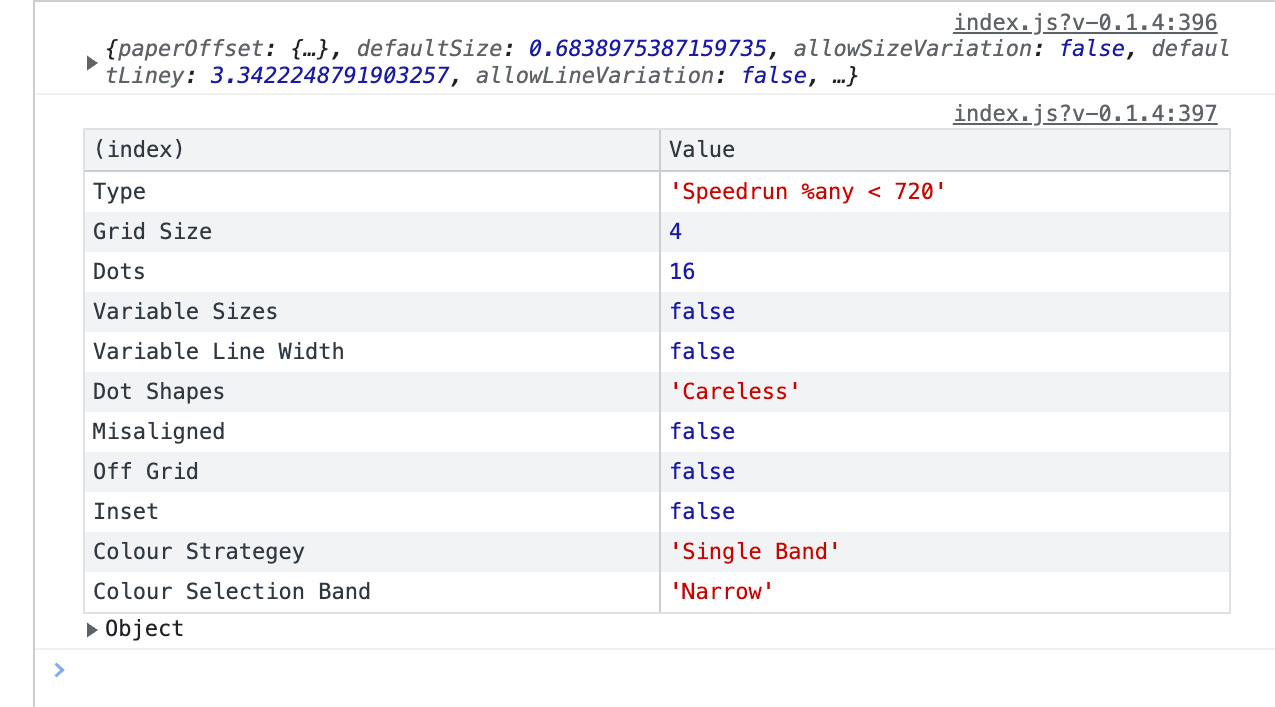 index.js?v-0.1.4:396
{paperOffset: {…}, defaultSize: 0.6838975387159735, allowSizeVariation: false, defaul
tLiney: 3.3422248791903257, allowLineVariation: false, …}
index.js?v-0.1.4:397
(index) Value
Type 'Speedrun %any < 720'
Grid Size 4
Dots 16
Variable Sizes false
Variable Line Width false
Dot Shapes 'Careless'
Misaligned false
Off Grid false
Inset false
Colour Strategey 'Single Band'
Colour Selection Band 'Narrow'
Object